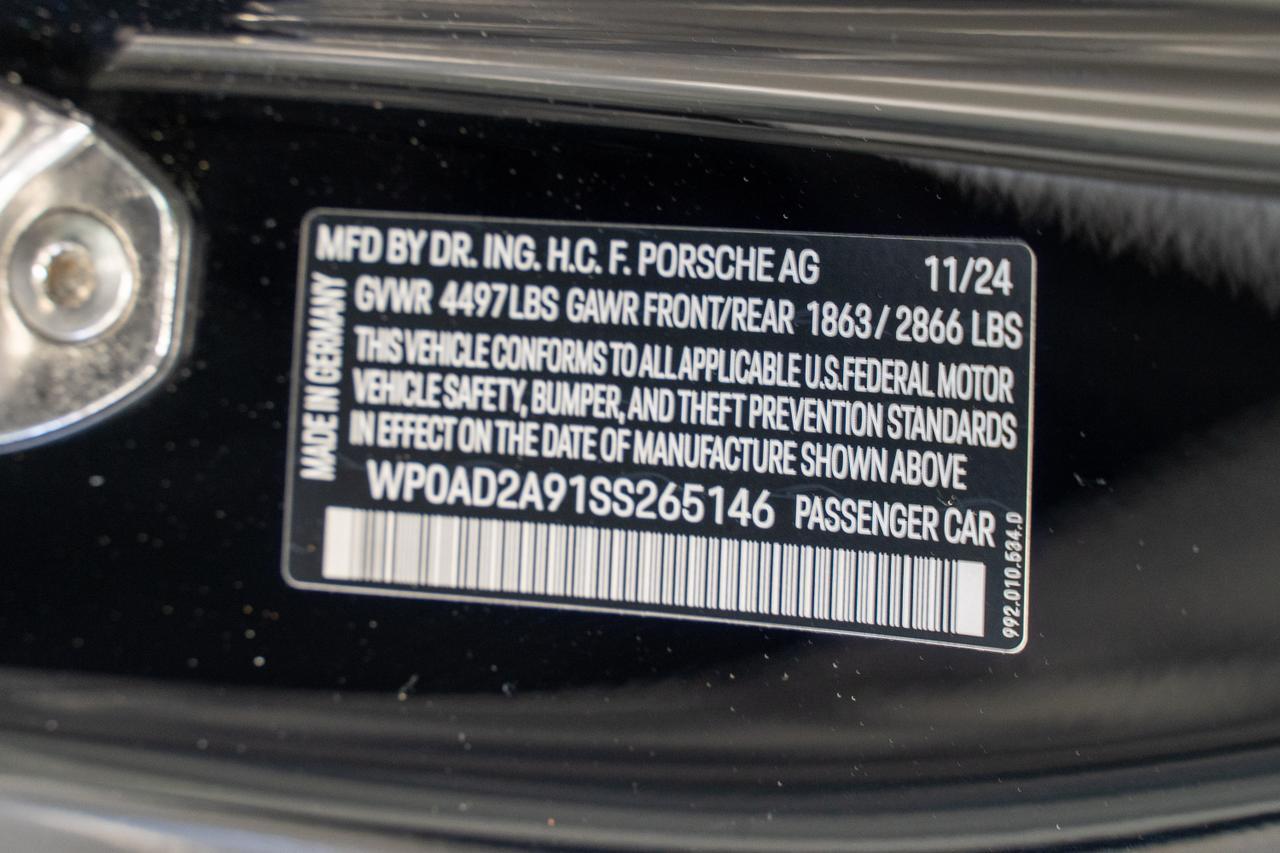 MFD BY DR. ING. H.C. F. PORSCHE AG 11/24
GVWR 4497LBS GAWR FRONT/REAR 1863 / 2866 LBS
THIS VEHICLE CONFORMS TO ALL APPLICABLE U.S.FEDERAL MOTOR
VEHICLE SAFETY, BUMPER, AND THEFT PREVENTION STANDARDS
IN EFFECT ON THE DATE OF MANUFACTURE SHOWN ABOVE
WP0AD2A91SS265146 PASSENGER CAR
MADE IN GERMANY
992.010.534.D